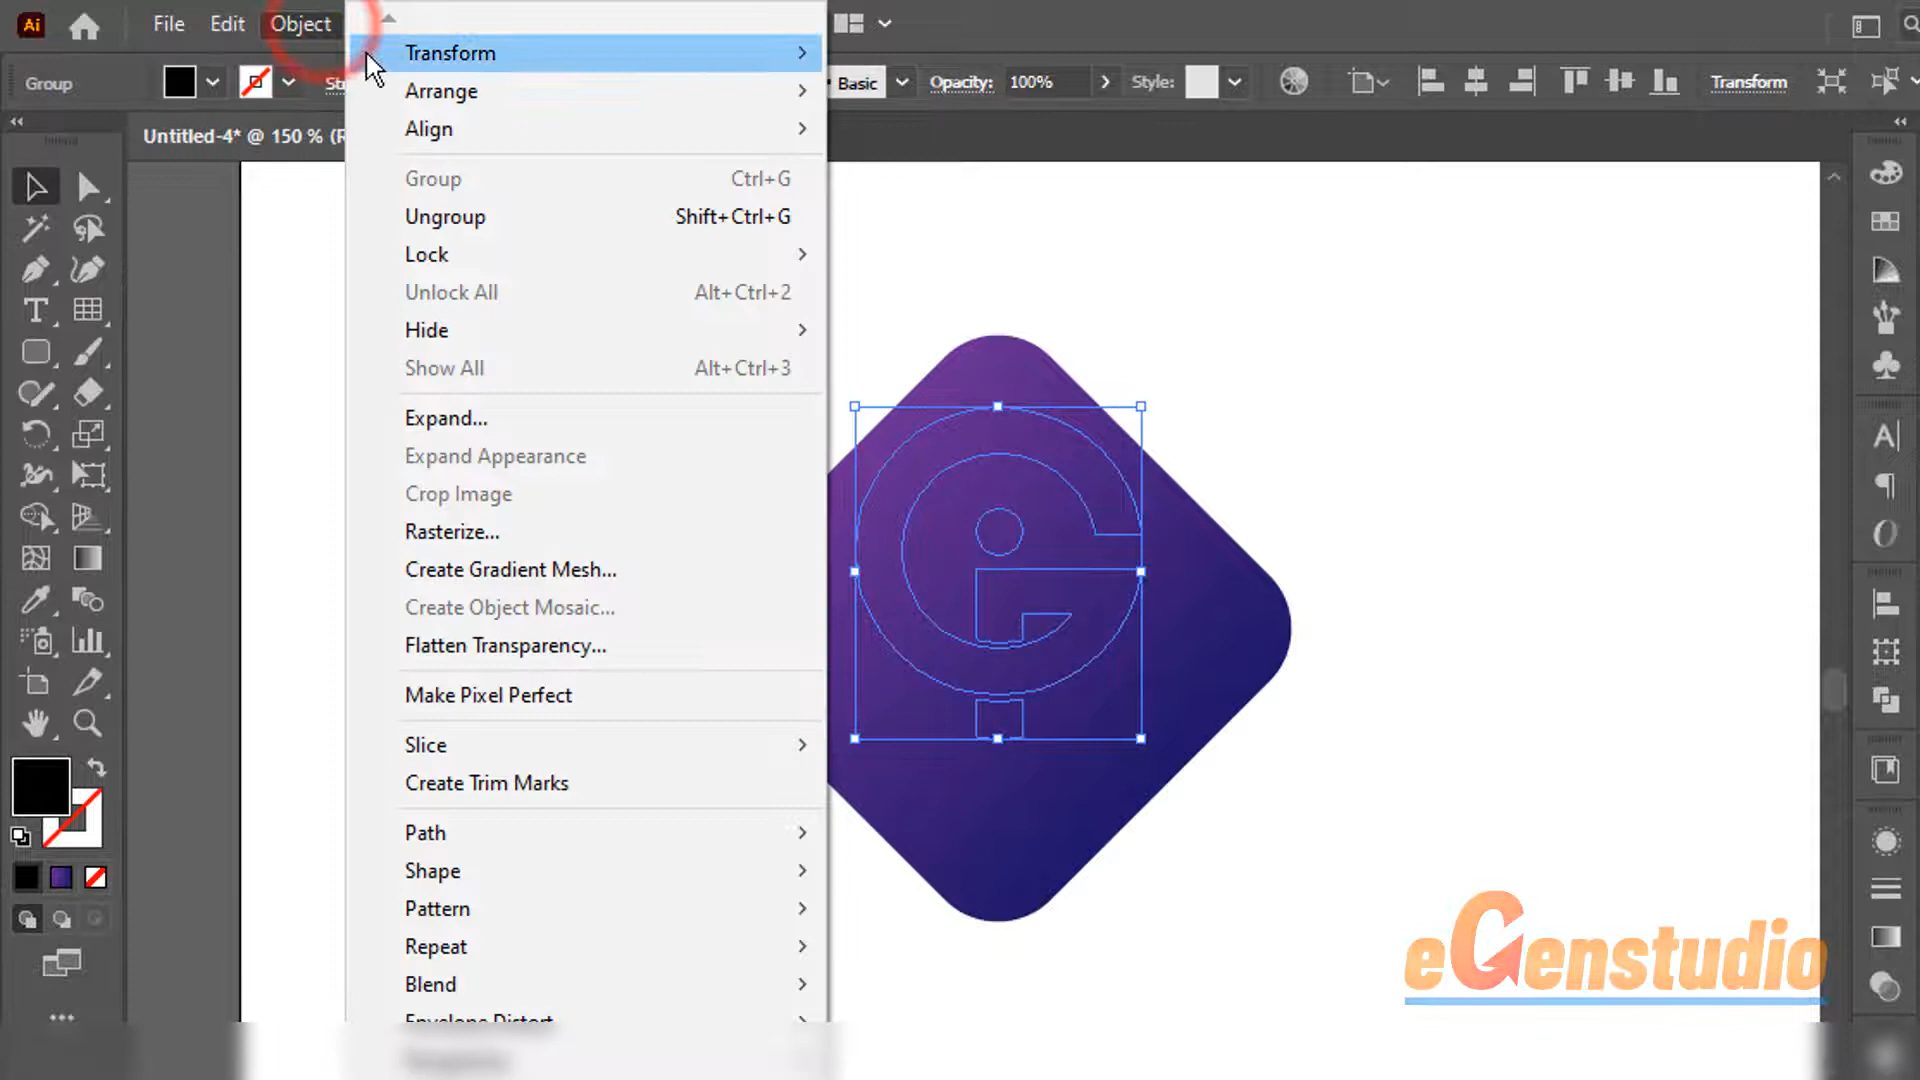 Ai File Edit Object
Group
Basic Opacity: 100% Style: Transform
Untitled-4* @ 150 % (R
Transform
Arrange
Align
Group Ctrl+G
Ungroup Shift+Ctrl+G
Lock
Unlock All Alt+Ctrl+2
Hide
Show All Alt+Ctrl+3
Expand...
Expand Appearance
Crop Image
Rasterize...
Create Gradient Mesh...
Create Object Mosaic...
Flatten Transparency...
Make Pixel Perfect
Slice
Create Trim Marks
Path
Shape
Pattern
Repeat
Blend
Envelope Distort
eGenstudio